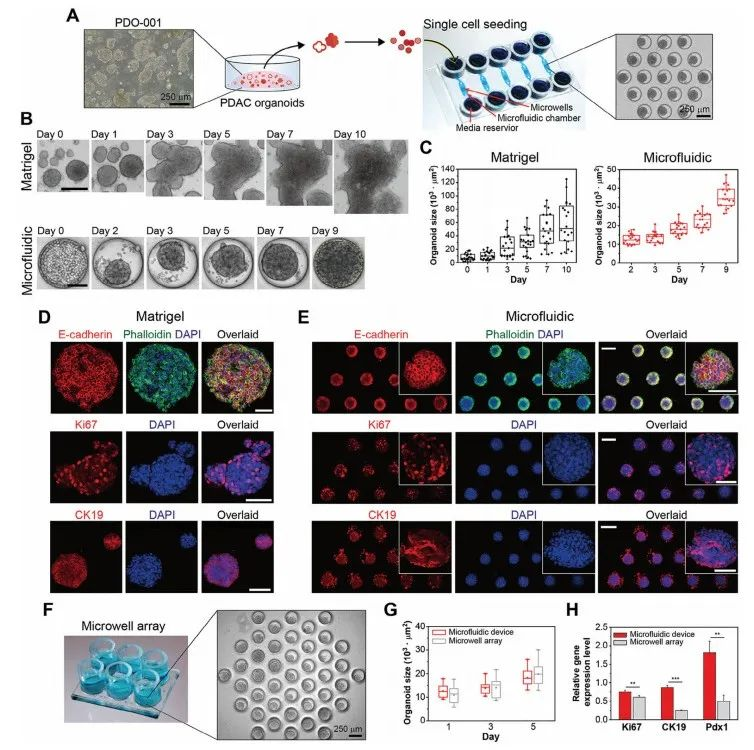 A
PDO-001
250 μm
PDAC organoids
Single cell seeding
Microwells
Microfluidic chamber
Media reservior
250 μm
B
Day 0 Day 1 Day 3 Day 5 Day 7 Day 10
Matrigel
Day 0 Day 2 Day 3 Day 5 Day 7 Day 9
Microfluidic
C
Matrigel
Organoid size (10³ · μm²)
140
120
100
80
60
40
20
0
0 1 3 5 7 10
Day
Microfluidic
Organoid size (10³ · μm²)
50
40
30
20
10
0
2 3 5 7 9
Day
D
Matrigel
E-cadherin Phalloidin DAPI Overlaid
Ki67 DAPI Overlaid
CK19 DAPI Overlaid
E
Microfluidic
E-cadherin Phalloidin DAPI Overlaid
Ki67 DAPI Overlaid
CK19 DAPI Overlaid
F
Microwell array
250 μm
G
Organoid size (10³ · μm²)
40
30
20
10
0
Microfluidic device
Microwell array
1 3 5
Day
H
Relative gene
expression level
2.5
2.0
1.5
1.0
0.5
0.0
Microfluidic device
Microwell array
**
***
**
Ki67 CK19 Pdx1